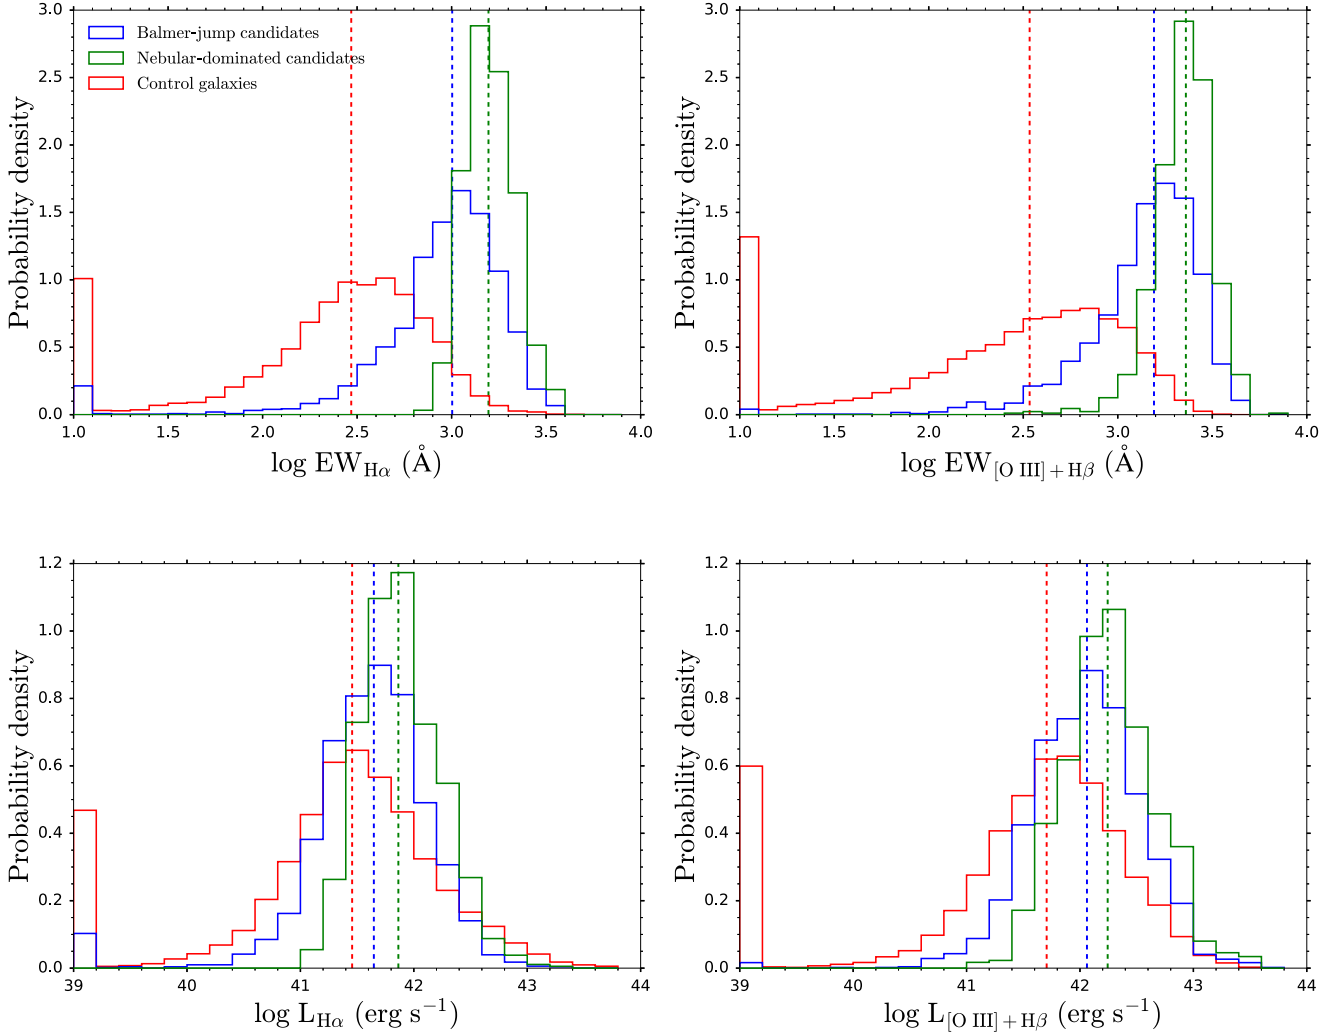 3.0
2.5
2.0
1.5
1.0
0.5
0.0
Probability density
Balmer-jump candidates
Nebular-dominated candidates
Control galaxies
1.0 1.5 2.0 2.5 3.0 3.5 4.0
log EW_Hα (Å)
3.0
2.5
2.0
1.5
1.0
0.5
0.0
Probability density
1.0 1.5 2.0 2.5 3.0 3.5 4.0
log EW_[O III] + Hβ (Å)
1.2
1.0
0.8
0.6
0.4
0.2
0.0
Probability density
39 40 41 42 43 44
log L_Hα (erg s⁻¹)
1.2
1.0
0.8
0.6
0.4
0.2
0.0
Probability density
39 40 41 42 43 44
log L_[O III] + Hβ (erg s⁻¹)